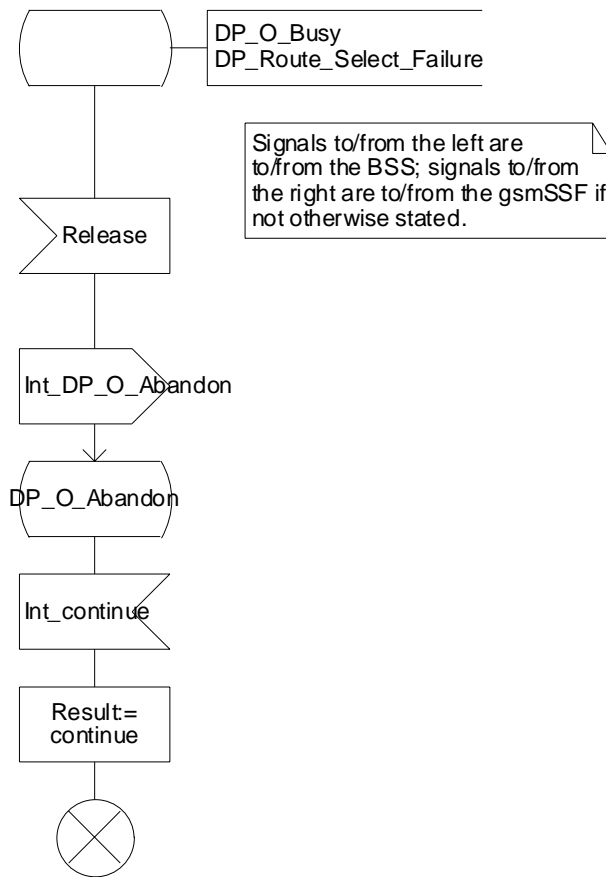 DP_O_Busy
DP_Route_Select_Failure
Signals to/from the left are
to/from the BSS; signals to/from
the right are to/from the gsmSSF if
not otherwise stated.
Release
Int_DP_O_Abandon
DP_O_Abandon
Int_continue
Result:=
continue